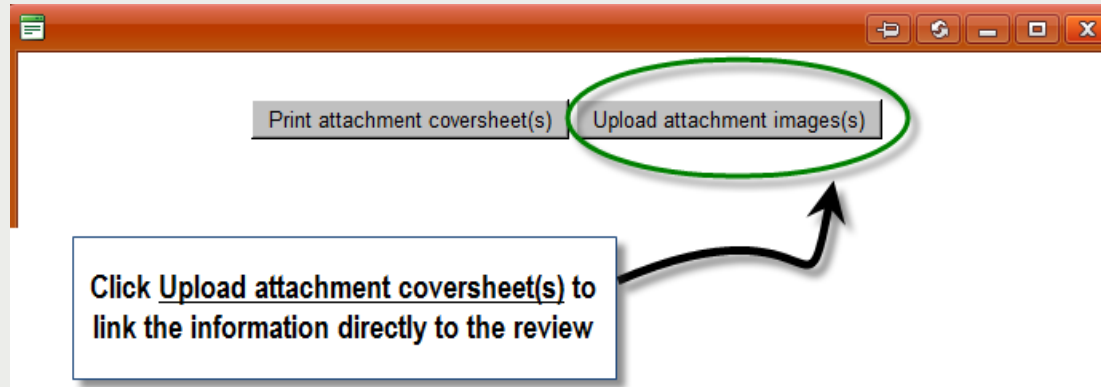 Print attachment coversheet(s) Upload attachment images(s)
Click Upload attachment coversheet(s) to
link the information directly to the review